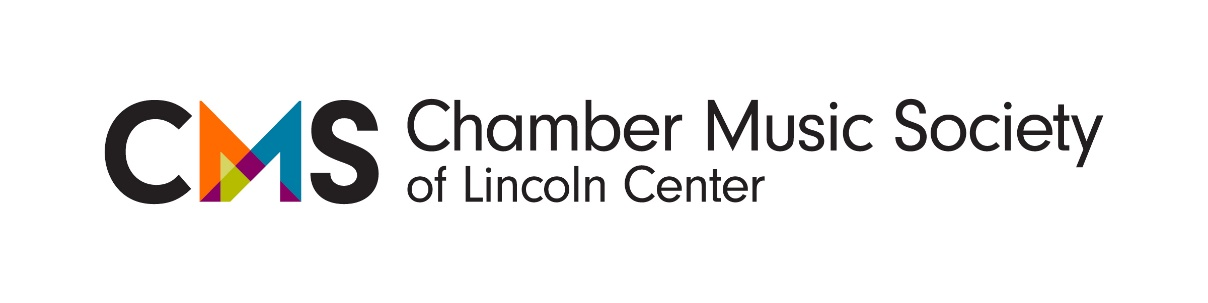 CMS
Chamber Music Society
of Lincoln Center